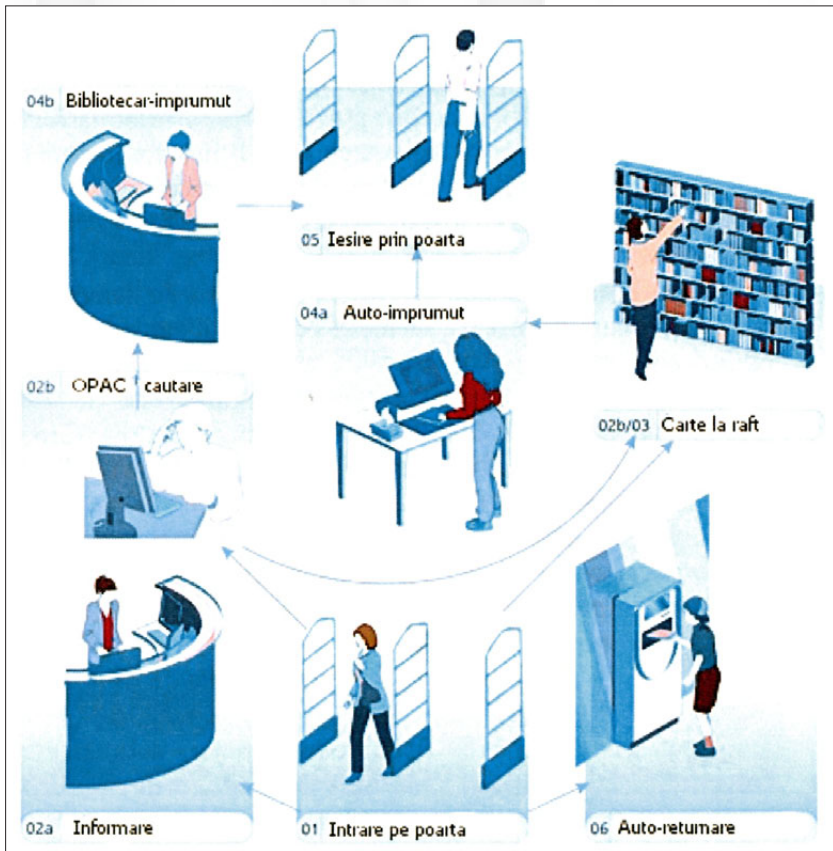 04b Bibliotecar-imprumut
05 Iesire prin poarta
04a Auto-imprumut
02b OPAC cautare
02b/03 Carte la raft
02a Informare
01 Intrare pe poarta
06 Auto-returnare